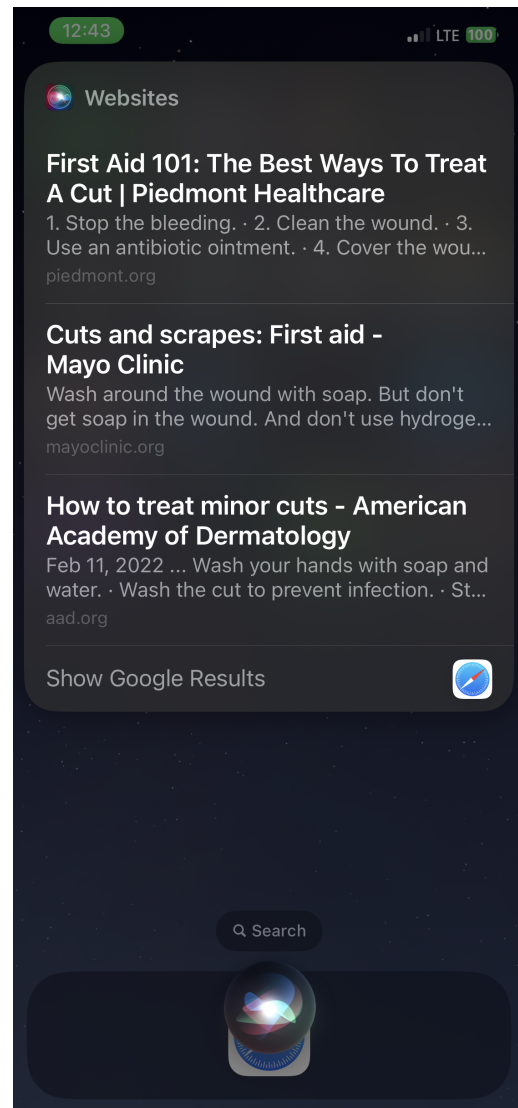 12:43
LTE 100
Websites
First Aid 101: The Best Ways To Treat
A Cut | Piedmont Healthcare
1. Stop the bleeding. · 2. Clean the wound. · 3.
Use an antibiotic ointment. · 4. Cover the wou...
piedmont.org
Cuts and scrapes: First aid -
Mayo Clinic
Wash around the wound with soap. But don't
get soap in the wound. And don't use hydroge...
mayoclinic.org
How to treat minor cuts - American
Academy of Dermatology
Feb 11, 2022 ... Wash your hands with soap and
water. · Wash the cut to prevent infection. · St...
aad.org
Show Google Results
Search